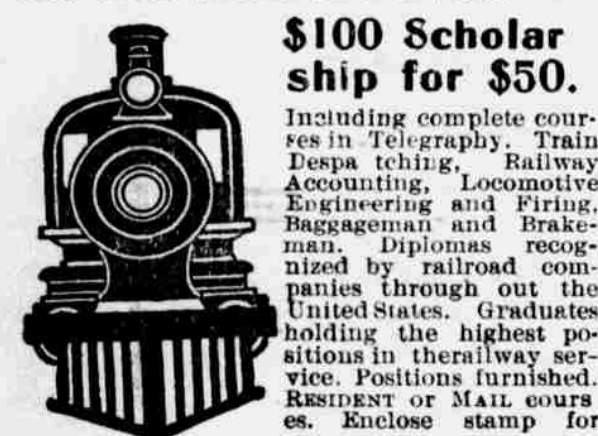 $100 Scholar
ship for $50.
Including complete cour-
ses in Telegraphy. Train
Despa tching, Railway
Accounting, Locomotive
Engineering and Firing,
Baggageman and Brake-
man. Diplomas recog-
nized by railroad com-
panies through out the
United States. Graduates
holding the highest po-
sitions in therailway ser-
vice. Positions furnished.
RESIDENT or MAIL cours
es. Enclose stamp for